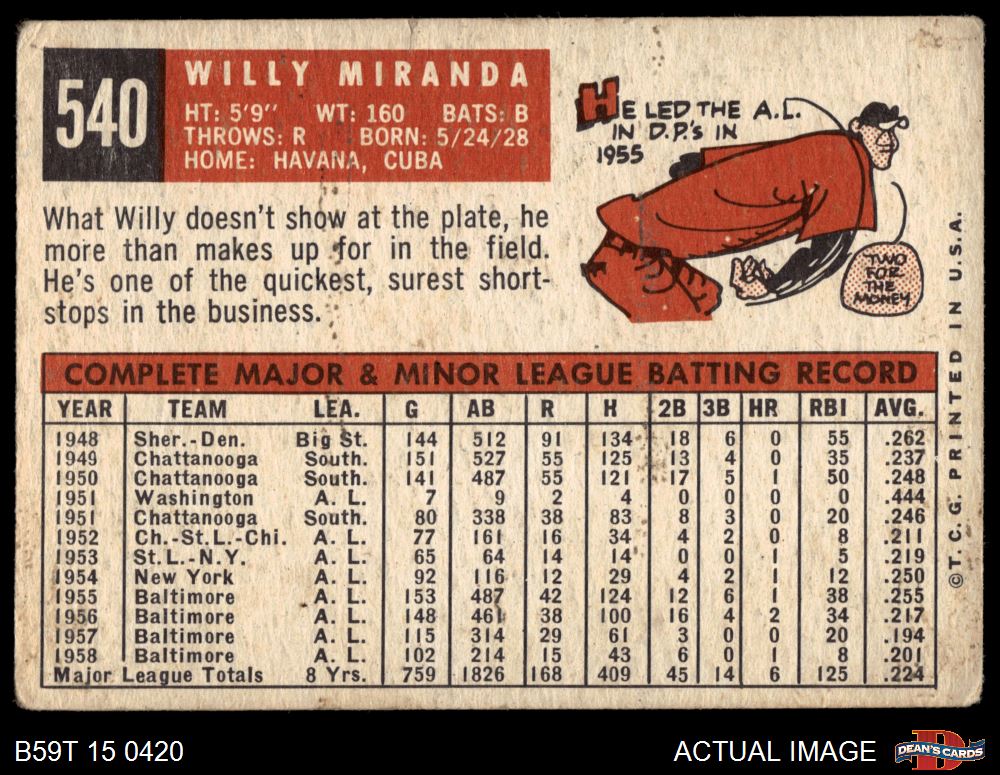 540
WILLY MIRANDA
HT: 5'9" WT: 160 BATS: B
THROWS: R BORN: 5/24/28
HOME: HAVANA, CUBA
What Willy doesn't show at the plate, he
more than makes up for in the field.
He's one of the quickest, surest short-
stops in the business.
HE LED THE A.L.
IN D.P.'s IN
1955
TWO
FOR
THE
MONEY
COMPLETE MAJOR & MINOR LEAGUE BATTING RECORD
YEAR TEAM LEA. G AB R H 2B 3B HR RBI AVG.
1948 Sher.-Den. Big St. 144 512 91 134 18 6 0 55 .262
1949 Chattanooga South. 151 527 55 125 13 4 0 35 .237
1950 Chattanooga South. 141 487 55 121 17 5 1 50 .248
1951 Washington A. L. 7 9 2 4 0 0 0 0 .444
1951 Chattanooga South. 80 338 38 83 8 3 0 20 .246
1952 Ch.-St.L.-Chi. A. L. 77 161 16 34 4 2 0 8 .211
1953 St.L.-N.Y. A. L. 65 64 14 14 0 0 1 5 .219
1954 New York A. L. 92 116 12 29 4 2 1 12 .250
1955 Baltimore A. L. 153 487 42 124 12 6 1 38 .255
1956 Baltimore A. L. 148 461 38 100 16 4 2 34 .217
1957 Baltimore A. L. 115 314 29 61 3 0 0 20 .194
1958 Baltimore A. L. 102 214 15 43 6 0 1 8 .201
Major League Totals 8 Yrs. 759 1826 168 409 45 14 6 125 .224
©T.C.G. PRINTED IN U.S.A.
B59T 15 0420
ACTUAL IMAGE
DEAN'S CARDS